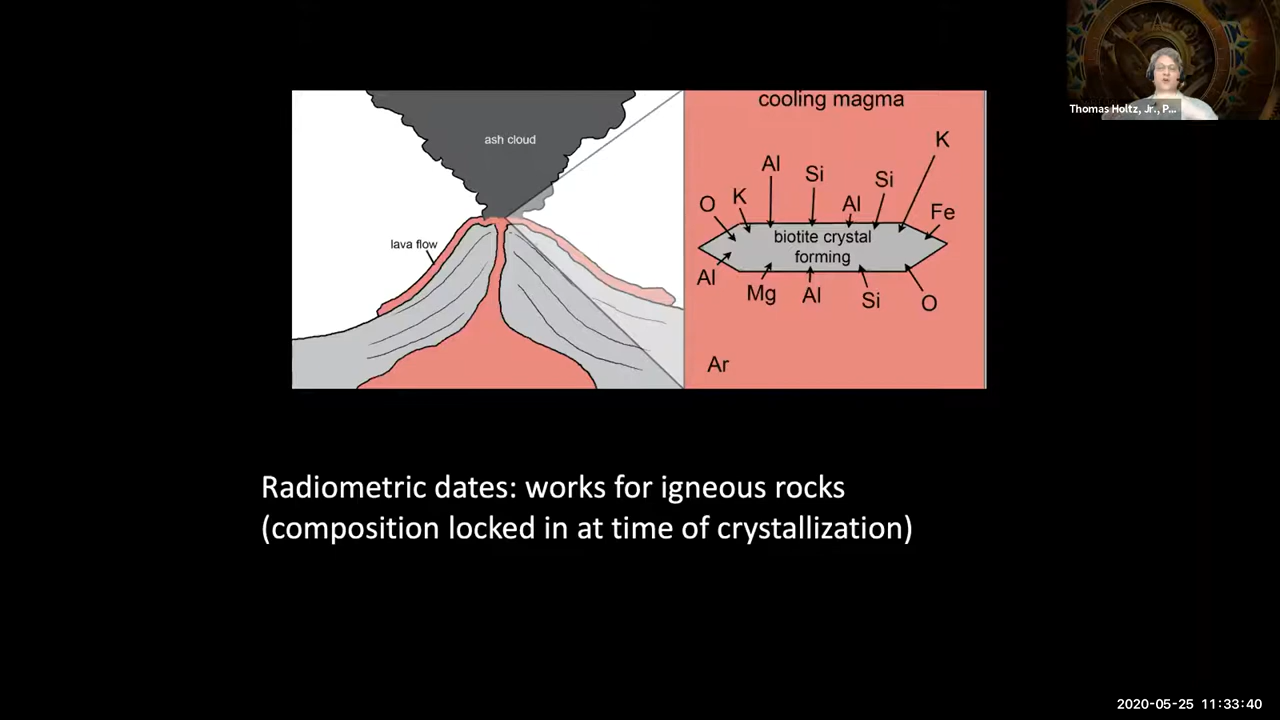 Thomas Holtz, Jr., P...
cooling magma
ash cloud
K
Al
Si
Si
K
Al
O
Fe
biotite crystal
forming
lava flow
Al
Mg
Al
Si
O
Ar
Radiometric dates: works for igneous rocks
(composition locked in at time of crystallization)
2020-05-25 11:33:40